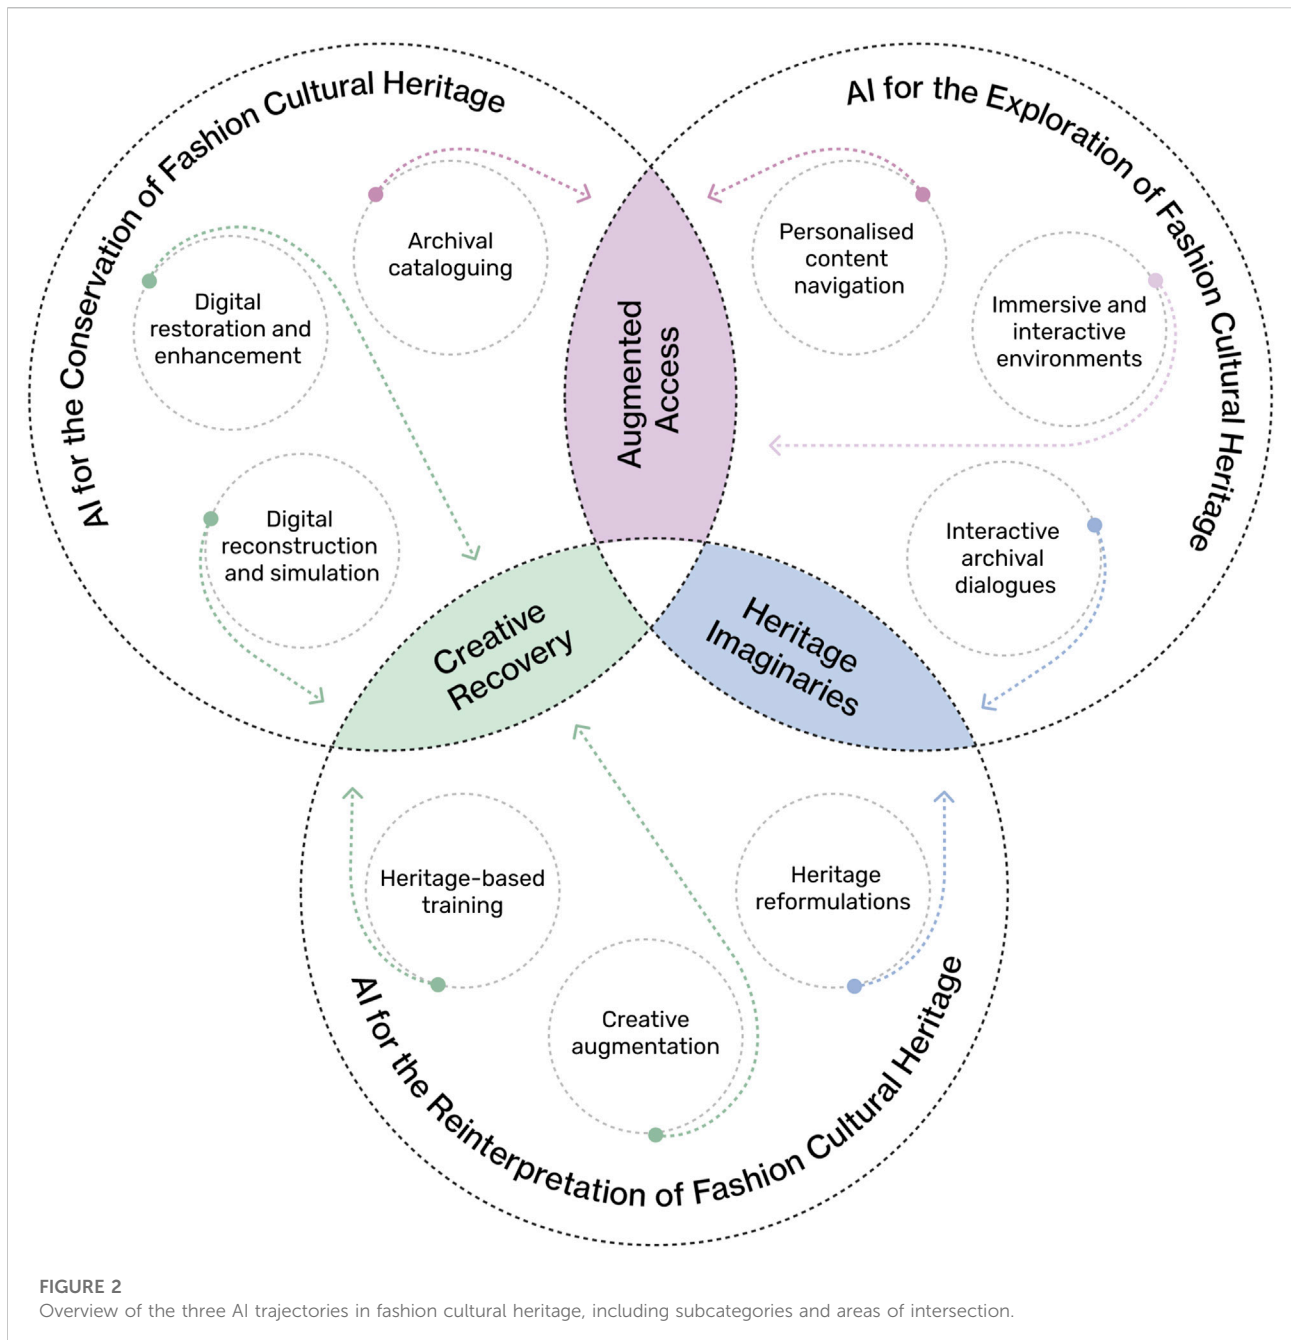 AI for the Conservation of Fashion Cultural Heritage
AI for the Exploration of Fashion Cultural Heritage
Archival
cataloguing
Personalised
content
navigation
Digital
restoration and
enhancement
Immersive and
interactive
environments
Augmented
Access
Digital
reconstruction
and simulation
Interactive
archival
dialogues
Creative
Recovery
Heritage
Imaginaries
Heritage-based
training
Heritage
reformulations
Creative
augmentation
AI for the Reinterpretation of Fashion Cultural Heritage
FIGURE 2
Overview of the three AI trajectories in fashion cultural heritage, including subcategories and areas of intersection.